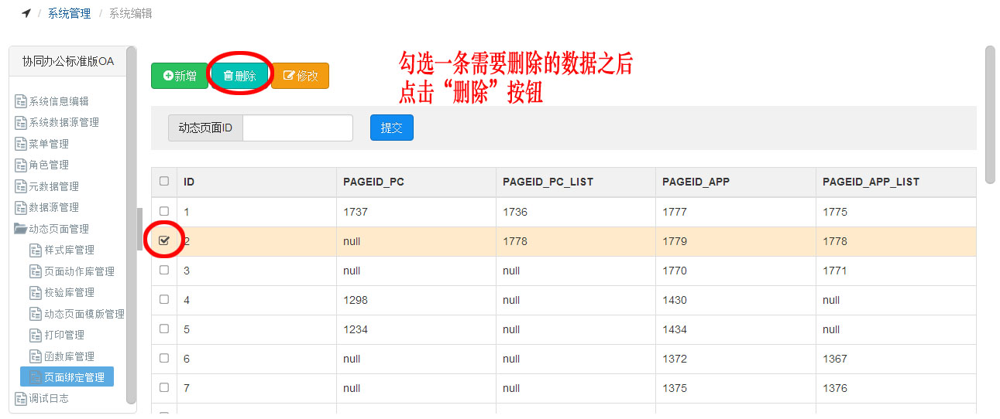 / 系统管理 / 系统编辑
协同办公标准版OA
系统信息编辑
系统数据源管理
菜单管理
角色管理
元数据管理
数据源管理
动态页面管理
样式库管理
页面动作库管理
校验库管理
动态页面模版管理
打印管理
函数库管理
页面绑定管理
调试日志
新增 删除 修改
勾选一条需要删除的数据之后
点击“删除”按钮
动态页面ID 提交
ID PAGEID_PC PAGEID_PC_LIST PAGEID_APP PAGEID_APP_LIST
1 1737 1736 1777 1775
2 null 1778 1779 1778
3 null null 1770 1771
4 1298 null 1430 null
5 1234 null 1434 null
6 null null 1372 1367
7 null null 1375 1376